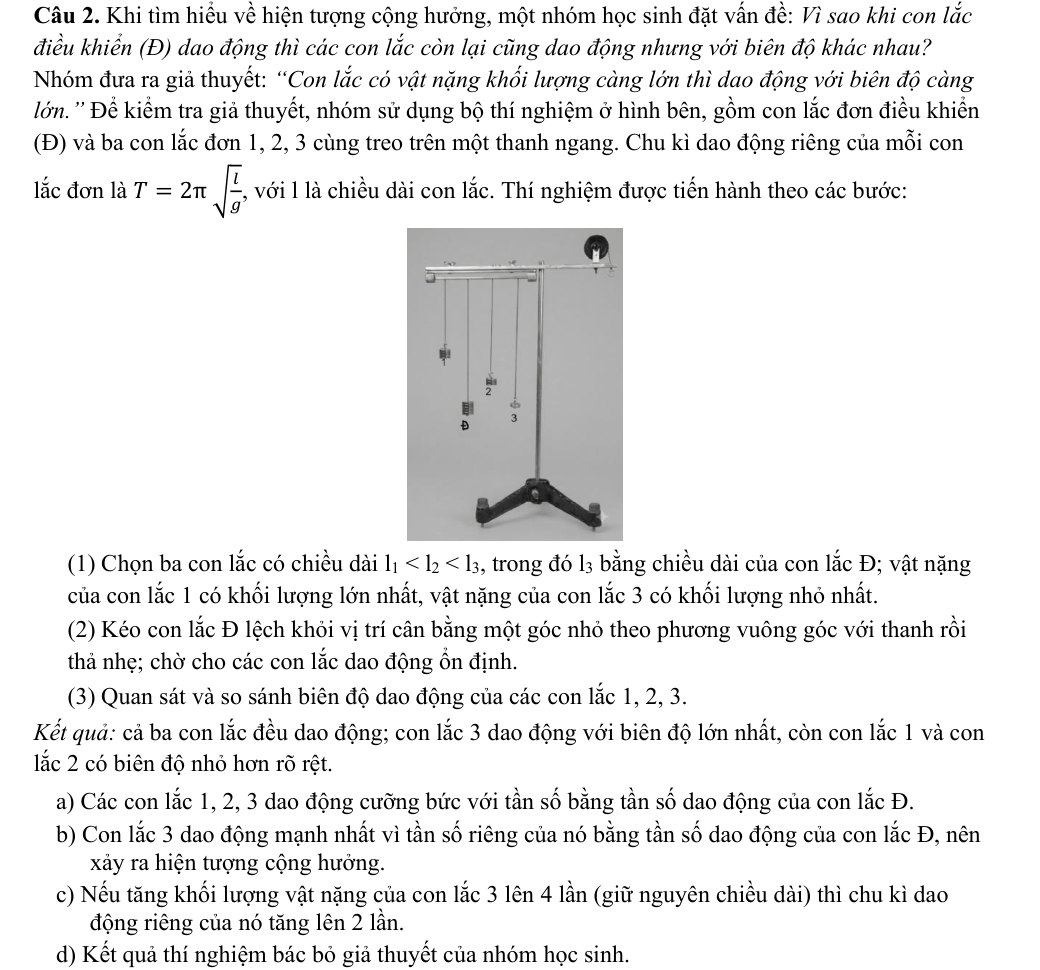 Câu 2. Khi tìm hiểu về hiện tượng cộng hưởng, một nhóm học sinh đặt vấn đề: Vì sao khi con lắc
điều khiển (Đ) dao động thì các con lắc còn lại cũng dao động nhưng với biên độ khác nhau?
Nhóm đưa ra giả thuyết: “Con lắc có vật nặng khối lượng càng lớn thì dao động với biên độ càng
lớn.” Để kiểm tra giả thuyết, nhóm sử dụng bộ thí nghiệm ở hình bên, gồm con lắc đơn điều khiển
(Đ) và ba con lắc đơn 1, 2, 3 cùng treo trên một thanh ngang. Chu kì dao động riêng của mỗi con
lắc đơn là T = 2π √(l/g), với l là chiều dài con lắc. Thí nghiệm được tiến hành theo các bước:
1
2
Đ
3
(1) Chọn ba con lắc có chiều dài l₁ < l₂ < l₃, trong đó l₃ bằng chiều dài của con lắc Đ; vật nặng
của con lắc 1 có khối lượng lớn nhất, vật nặng của con lắc 3 có khối lượng nhỏ nhất.
(2) Kéo con lắc Đ lệch khỏi vị trí cân bằng một góc nhỏ theo phương vuông góc với thanh rồi
thả nhẹ; chờ cho các con lắc dao động ổn định.
(3) Quan sát và so sánh biên độ dao động của các con lắc 1, 2, 3.
Kết quả: cả ba con lắc đều dao động; con lắc 3 dao động với biên độ lớn nhất, còn con lắc 1 và con
lắc 2 có biên độ nhỏ hơn rõ rệt.
a) Các con lắc 1, 2, 3 dao động cưỡng bức với tần số bằng tần số dao động của con lắc Đ.
b) Con lắc 3 dao động mạnh nhất vì tần số riêng của nó bằng tần số dao động của con lắc Đ, nên
xảy ra hiện tượng cộng hưởng.
c) Nếu tăng khối lượng vật nặng của con lắc 3 lên 4 lần (giữ nguyên chiều dài) thì chu kì dao
động riêng của nó tăng lên 2 lần.
d) Kết quả thí nghiệm bác bỏ giả thuyết của nhóm học sinh.